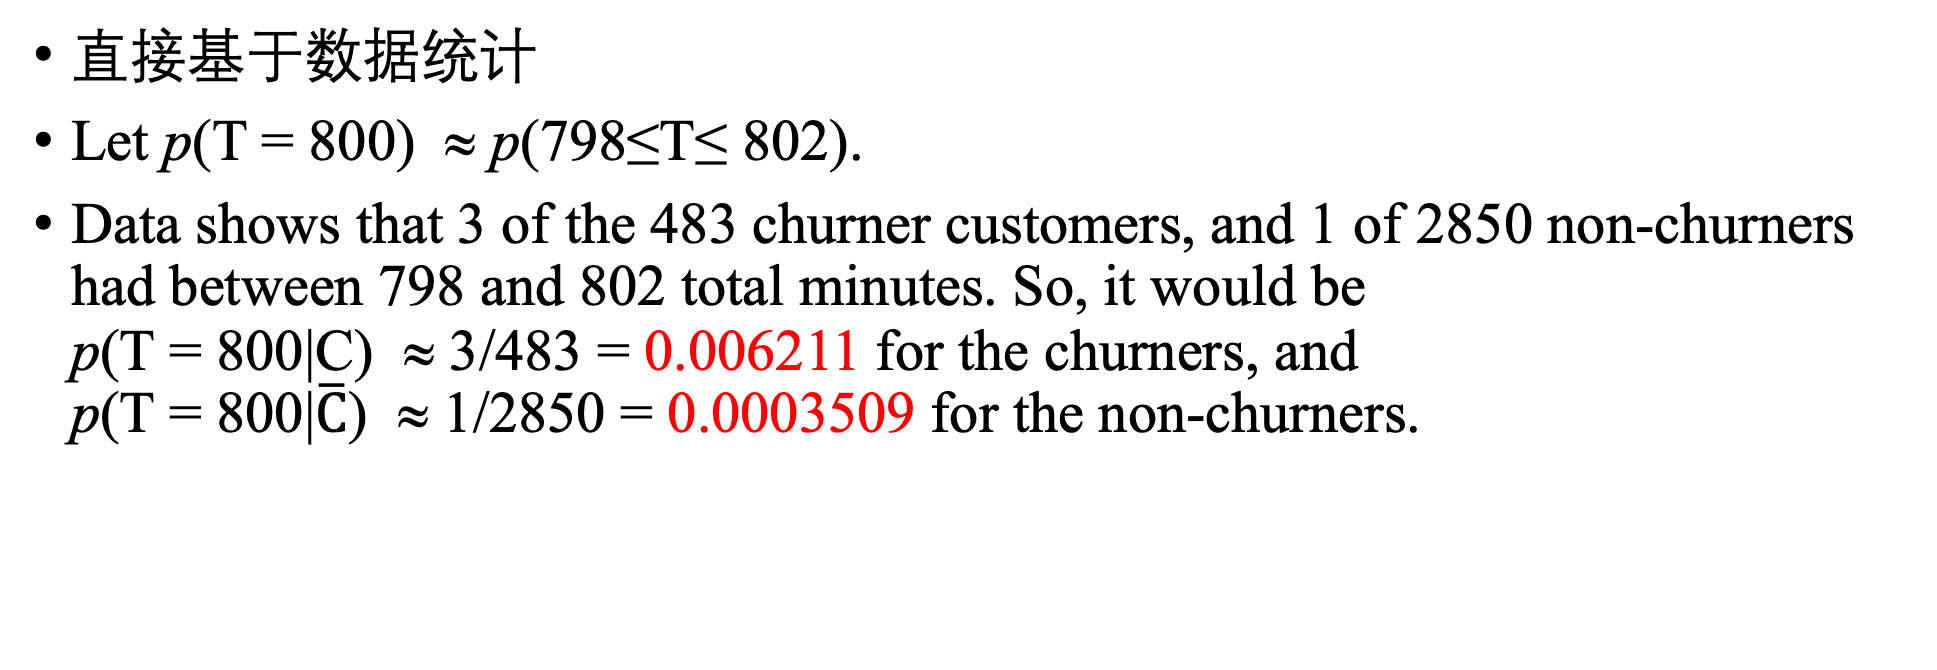 • 直接基于数据统计
• Let p(T = 800) ≈ p(798≤T≤ 802).
• Data shows that 3 of the 483 churner customers, and 1 of 2850 non-churners
had between 798 and 802 total minutes. So, it would be
p(T = 800|C) ≈ 3/483 = 0.006211 for the churners, and
p(T = 800|C̅) ≈ 1/2850 = 0.0003509 for the non-churners.